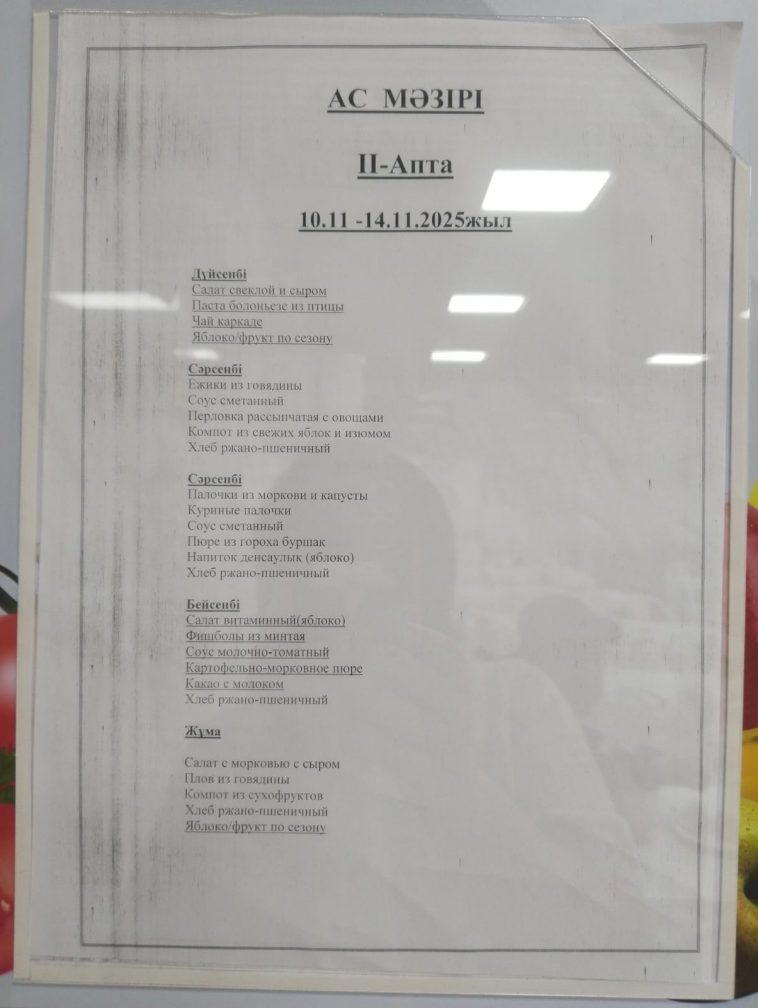 АС МӘЗІРІ
II-Апта
10.11 -14.11.2025жыл
Дүйсенбі
Салат свеклой и сыром
Паста болоньезе из птицы
Чай каркаде
Яблоко/фрукт по сезону
Сәрсенбі
Ежики из говядины
Соус сметанный
Перловка рассыпчатая с овощами
Компот из свежих яблок и изюмом
Хлеб ржано-пшеничный
Сәрсенбі
Палочки из моркови и капусты
Куриные палочки
Соус сметанный
Пюре из гороха буршак
Напиток денсаулык (яблоко)
Хлеб ржано-пшеничный
Бейсенбі
Салат витаминный(яблоко)
Фишболы из минтая
Соус молочно-томатный
Картофельно-морковное пюре
Какао с молоком
Хлеб ржано-пшеничный
Жұма
Салат с морковью с сыром
Плов из говядины
Компот из сухофруктов
Хлеб ржано-пшеничный
Яблоко/фрукт по сезону